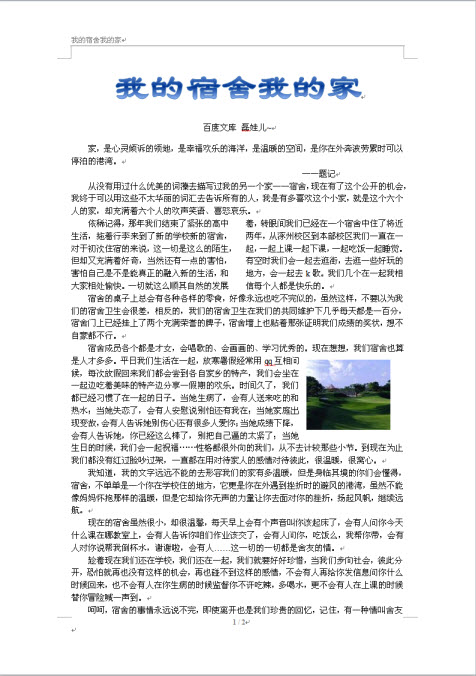 我的宿舍我的家
我的宿舍我的家
百度文库 磊娃儿~
家，是心灵倾诉的领地，是幸福欢乐的海洋，是温暖的空间，是你在外奔波劳累时可以
停泊的港湾。
——题记
从没有用过什么优美的词藻去描写过我的另一个家——宿舍，现在有了这个公开的机会，
我终于可以用这些不太华丽的词汇去告诉所有的人，我是有多喜欢这个小家，就是这个六个
人的家，却充满着六个人的欢声笑语、喜怒哀乐。
依稀记得，那年我们结束了紧张的高中
生活，拖着行李来到了新的学校新的宿舍，
对于初次住宿的来说，这一切是这么的陌生，
但却又充满着好奇，当然还有一点的害怕，
害怕自己是不是能真正的融入新的生活，和
大家相处愉快。一切就这么顺其自然的发展
着，转眼间我们已经在一个宿舍中住了将近
两年，从涿州校区到本部校区我们一直在一
起，一起上课一起下课，一起吃饭一起睡觉。
有空时我们会一起去逛街，去逛一些好玩的
地方，会一起去k歌。我们几个在一起我相
信每个人都是快乐的。
宿舍的桌子上总会有各种各样的零食，好像永远也吃不完似的，虽然这样，不要以为我
们的宿舍卫生会很差，相反的，我们的宿舍卫生在我们的共同维护下几乎每天都是一百分，
宿舍门上已经挂上了两个充满荣誉的牌子，宿舍墙上也贴着那张证明我们成绩的奖状，想不
自豪都不行。
宿舍成员各个都是才女，会唱歌的、会画画的、学习优秀的。现在想想，我们宿舍也算
是人才多多。平日我们生活在一起，放寒暑假经常用qq互相问
候，每次放假回来我们都会尝到各自家乡的特产，我们会坐在
一起边吃着美味的特产边分享一假期的欢乐。时间久了，我们
都已经习惯了在一起的日子。当她生病了，会有人送来吃的和
热水；当她失恋了，会有人安慰说别怕还有我在；当她家庭出
现变故，会有人告诉她别伤心还有很多人爱你；当她成绩下降，
会有人告诉她，你已经这么棒了，别把自己逼的太紧了；当她
生日的时候，我们会一起祝福……性格都很外向的我们，从不去计较那些小节。到现在为止
我们都没有红过脸吵过架，一直都在用对待家人的感情对待彼此，很温暖，很窝心。
我知道，我的文字远远不能的去形容我们的家有多温暖，但是身临其境的你们会懂得，
宿舍，不单单是一个你在学校住的地方，它更是你在外遇到挫折时的避风的港湾，虽然不能
像妈妈怀抱那样的温暖，但是它却给你无声的力量让你去面对你的挫折，扬起风帆，继续远
航。
现在的宿舍虽然很小，却很温馨，每天早上会有个声音叫你该起床了，会有人问你今天
什么课在哪教室上，会有人告诉你咱们作业该交了，会有人问你，吃饭么，我帮你带，会有
人对你说帮我倒杯水，谢谢啦，会有人……这一切的一切都是舍友的情。
趁着现在我们还在学校，我们还在一起，我们就要好好珍惜，当我们步向社会，彼此分
开，恐怕就再也没有这样的机会，再也碰不到这样的感情，不会有再给你发信息问你什么
时候回来，也不会有人在你生病的时候监督你不许吃辣，多喝水，更不会有人在上课的时候
替你冒险喊一声到。
呵呵，宿舍的事情永远说不完，即使离开也是我们珍贵的回忆，记住，有一种情叫舍友
1 / 2